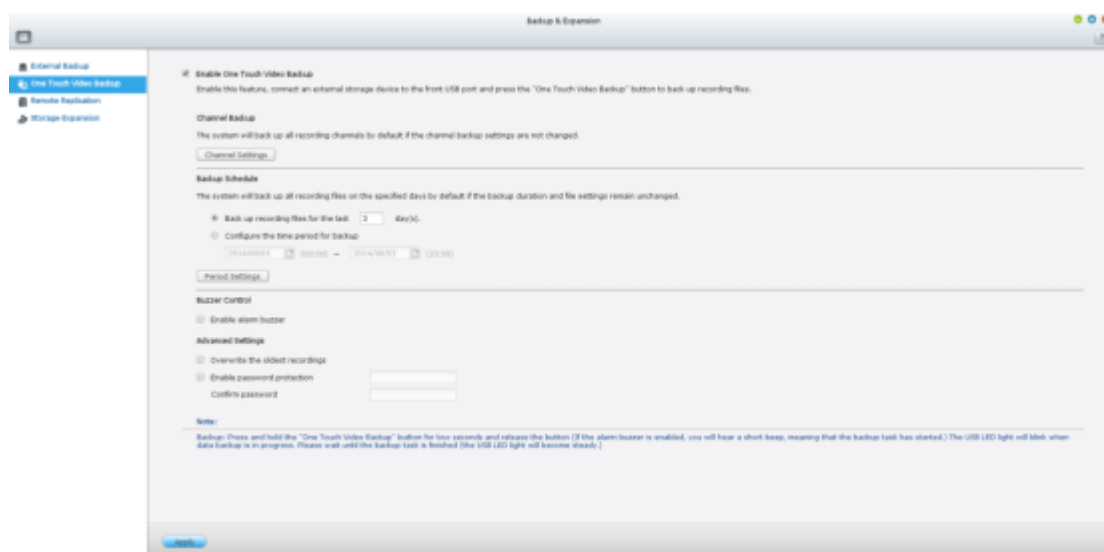 Backup & Expansion
External Backup
One Touch Video Backup
Remote Replication
Storage Expansion
Enable One Touch Video Backup
Enable this feature, connect an external storage device to the front USB port and press the "One Touch Video Backup" button to back up recording files.
Channel Backup
The system will back up all recording channels by default if the channel backup settings are not changed.
Channel Settings
Backup Schedule
The system will back up all recording files on the specified days by default if the backup duration and file settings remain unchanged.
Back up recording files for the last 3 day(s).
Configure the time period for backup
(00:00) ~ (23:59)
Period Settings
Buzzer Control
Enable alarm buzzer
Advanced Settings
Overwrite the oldest recordings
Enable password protection
Confirm password
Note:
Backup: Press and hold the "One Touch Video Backup" button for two seconds and release the button (If the alarm buzzer is enabled, you will hear a short beep, meaning that the backup task has started.) The USB LED light will blink when
data backup is in progress. Please wait until the backup task is finished (the USB LED light will become steady.)
Apply